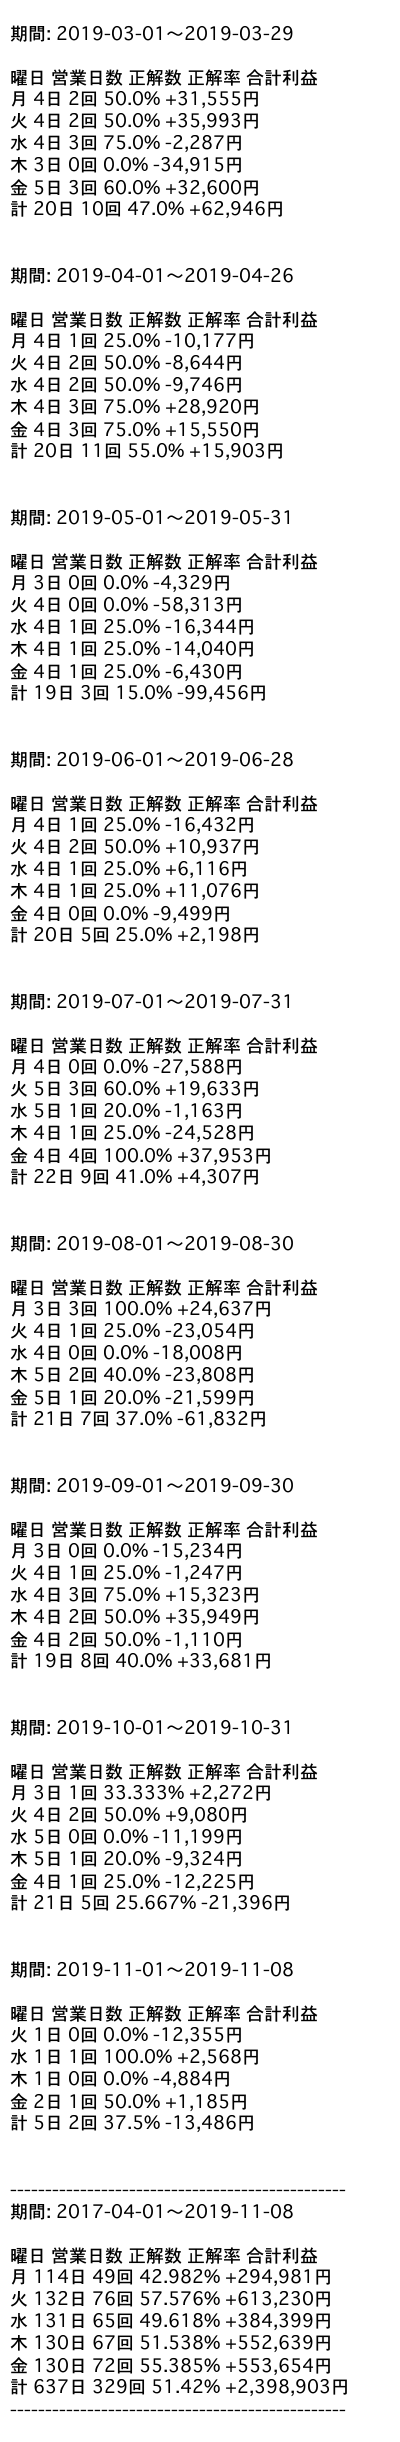 期間: 2019-03-01〜2019-03-29
曜日 営業日数 正解数 正解率 合計利益
月 4日 2回 50.0% +31,555円
火 4日 2回 50.0% +35,993円
水 4日 3回 75.0% -2,287円
木 3日 0回 0.0% -34,915円
金 5日 3回 60.0% +32,600円
計 20日 10回 47.0% +62,946円
期間: 2019-04-01〜2019-04-26
曜日 営業日数 正解数 正解率 合計利益
月 4日 1回 25.0% -10,177円
火 4日 2回 50.0% -8,644円
水 4日 2回 50.0% -9,746円
木 4日 3回 75.0% +28,920円
金 4日 3回 75.0% +15,550円
計 20日 11回 55.0% +15,903円
期間: 2019-05-01〜2019-05-31
曜日 営業日数 正解数 正解率 合計利益
月 3日 0回 0.0% -4,329円
火 4日 0回 0.0% -58,313円
水 4日 1回 25.0% -16,344円
木 4日 1回 25.0% -14,040円
金 4日 1回 25.0% -6,430円
計 19日 3回 15.0% -99,456円
期間: 2019-06-01〜2019-06-28
曜日 営業日数 正解数 正解率 合計利益
月 4日 1回 25.0% -16,432円
火 4日 2回 50.0% +10,937円
水 4日 1回 25.0% +6,116円
木 4日 1回 25.0% +11,076円
金 4日 0回 0.0% -9,499円
計 20日 5回 25.0% +2,198円
期間: 2019-07-01〜2019-07-31
曜日 営業日数 正解数 正解率 合計利益
月 4日 0回 0.0% -27,588円
火 5日 3回 60.0% +19,633円
水 5日 1回 20.0% -1,163円
木 4日 1回 25.0% -24,528円
金 4日 4回 100.0% +37,953円
計 22日 9回 41.0% +4,307円
期間: 2019-08-01〜2019-08-30
曜日 営業日数 正解数 正解率 合計利益
月 3日 3回 100.0% +24,637円
火 4日 1回 25.0% -23,054円
水 4日 0回 0.0% -18,008円
木 5日 2回 40.0% -23,808円
金 5日 1回 20.0% -21,599円
計 21日 7回 37.0% -61,832円
期間: 2019-09-01〜2019-09-30
曜日 営業日数 正解数 正解率 合計利益
月 3日 0回 0.0% -15,234円
火 4日 1回 25.0% -1,247円
水 4日 3回 75.0% +15,323円
木 4日 2回 50.0% +35,949円
金 4日 2回 50.0% -1,110円
計 19日 8回 40.0% +33,681円
期間: 2019-10-01〜2019-10-31
曜日 営業日数 正解数 正解率 合計利益
月 3日 1回 33.333% +2,272円
火 4日 2回 50.0% +9,080円
水 5日 0回 0.0% -11,199円
木 5日 1回 20.0% -9,324円
金 4日 1回 25.0% -12,225円
計 21日 5回 25.667% -21,396円
期間: 2019-11-01〜2019-11-08
曜日 営業日数 正解数 正解率 合計利益
火 1日 0回 0.0% -12,355円
水 1日 1回 100.0% +2,568円
木 1日 0回 0.0% -4,884円
金 2日 1回 50.0% +1,185円
計 5日 2回 37.5% -13,486円
------------------------------------------------
期間: 2017-04-01〜2019-11-08
曜日 営業日数 正解数 正解率 合計利益
月 114日 49回 42.982% +294,981円
火 132日 76回 57.576% +613,230円
水 131日 65回 49.618% +384,399円
木 130日 67回 51.538% +552,639円
金 130日 72回 55.385% +553,654円
計 637日 329回 51.42% +2,398,903円
------------------------------------------------